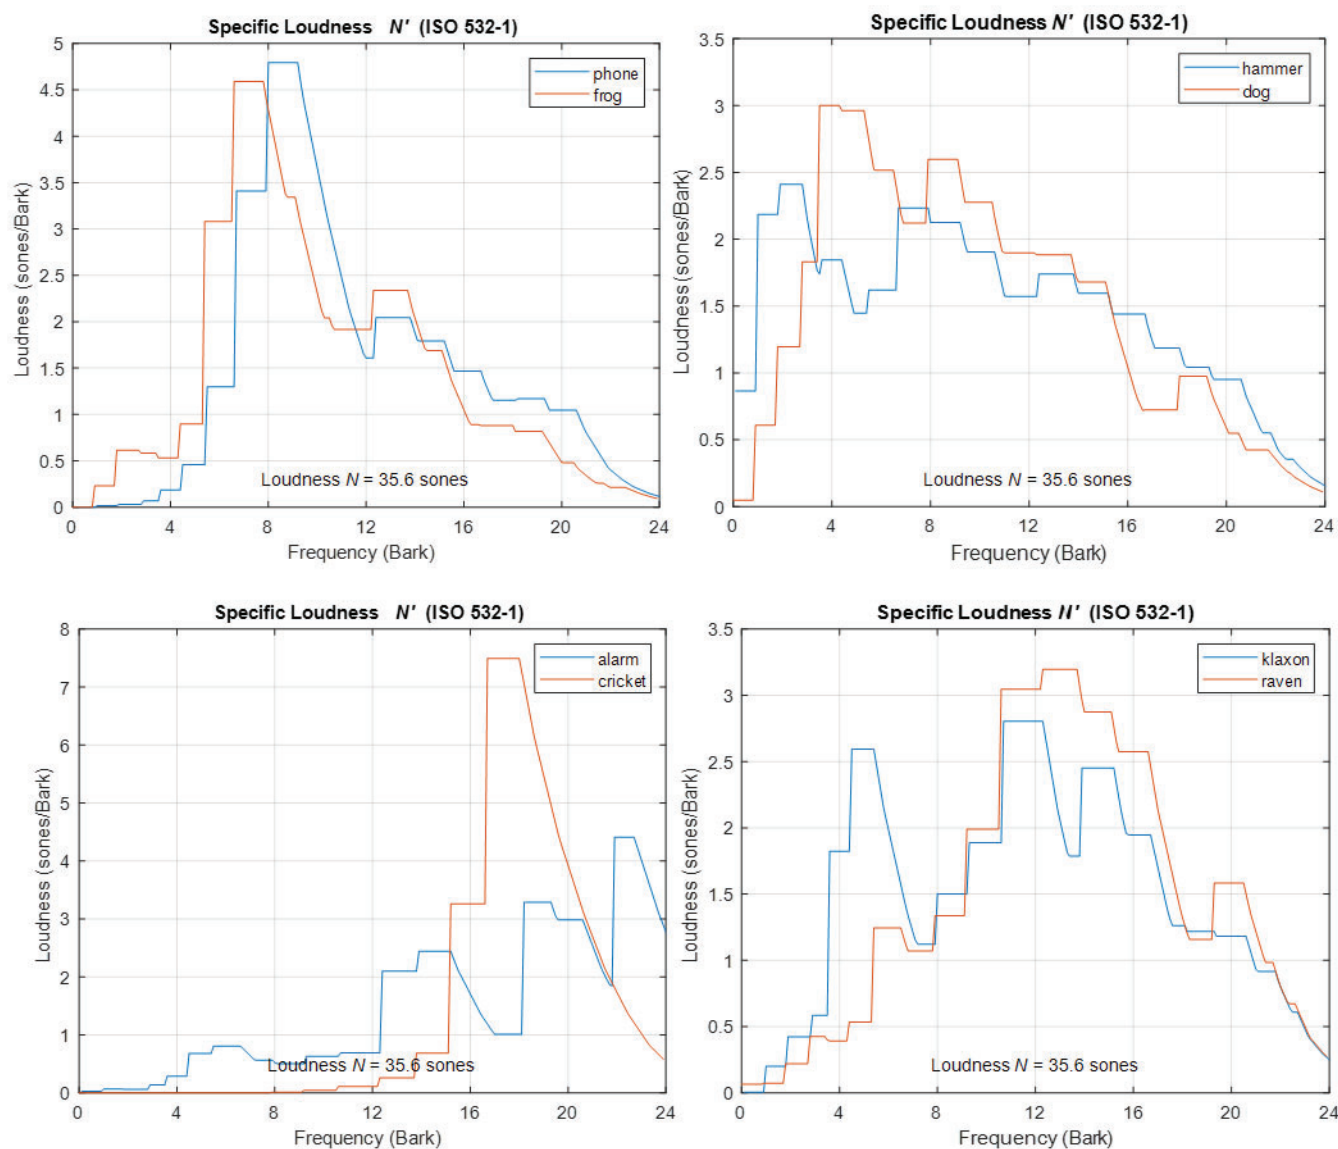 Specific Loudness N' (ISO 532-1)
5
4.5
4
3.5
3
2.5
2
1.5
1
0.5
0
Loudness (sones/Bark)
phone
frog
Loudness N = 35.6 sones
0 4 8 12 16 20 24
Frequency (Bark)
Specific Loudness N' (ISO 532-1)
3.5
3
2.5
2
1.5
1
0.5
0
Loudness (sones/Bark)
hammer
dog
Loudness N = 35.6 sones
0 4 8 12 16 20 24
Frequency (Bark)
Specific Loudness N' (ISO 532-1)
8
7
6
5
4
3
2
1
0
Loudness (sones/Bark)
alarm
cricket
Loudness N = 35.6 sones
0 4 8 12 16 20 24
Frequency (Bark)
Specific Loudness N' (ISO 532-1)
3.5
3
2.5
2
1.5
1
0.5
0
Loudness (sones/Bark)
klaxon
raven
Loudness N = 35.6 sones
0 4 8 12 16 20 24
Frequency (Bark)